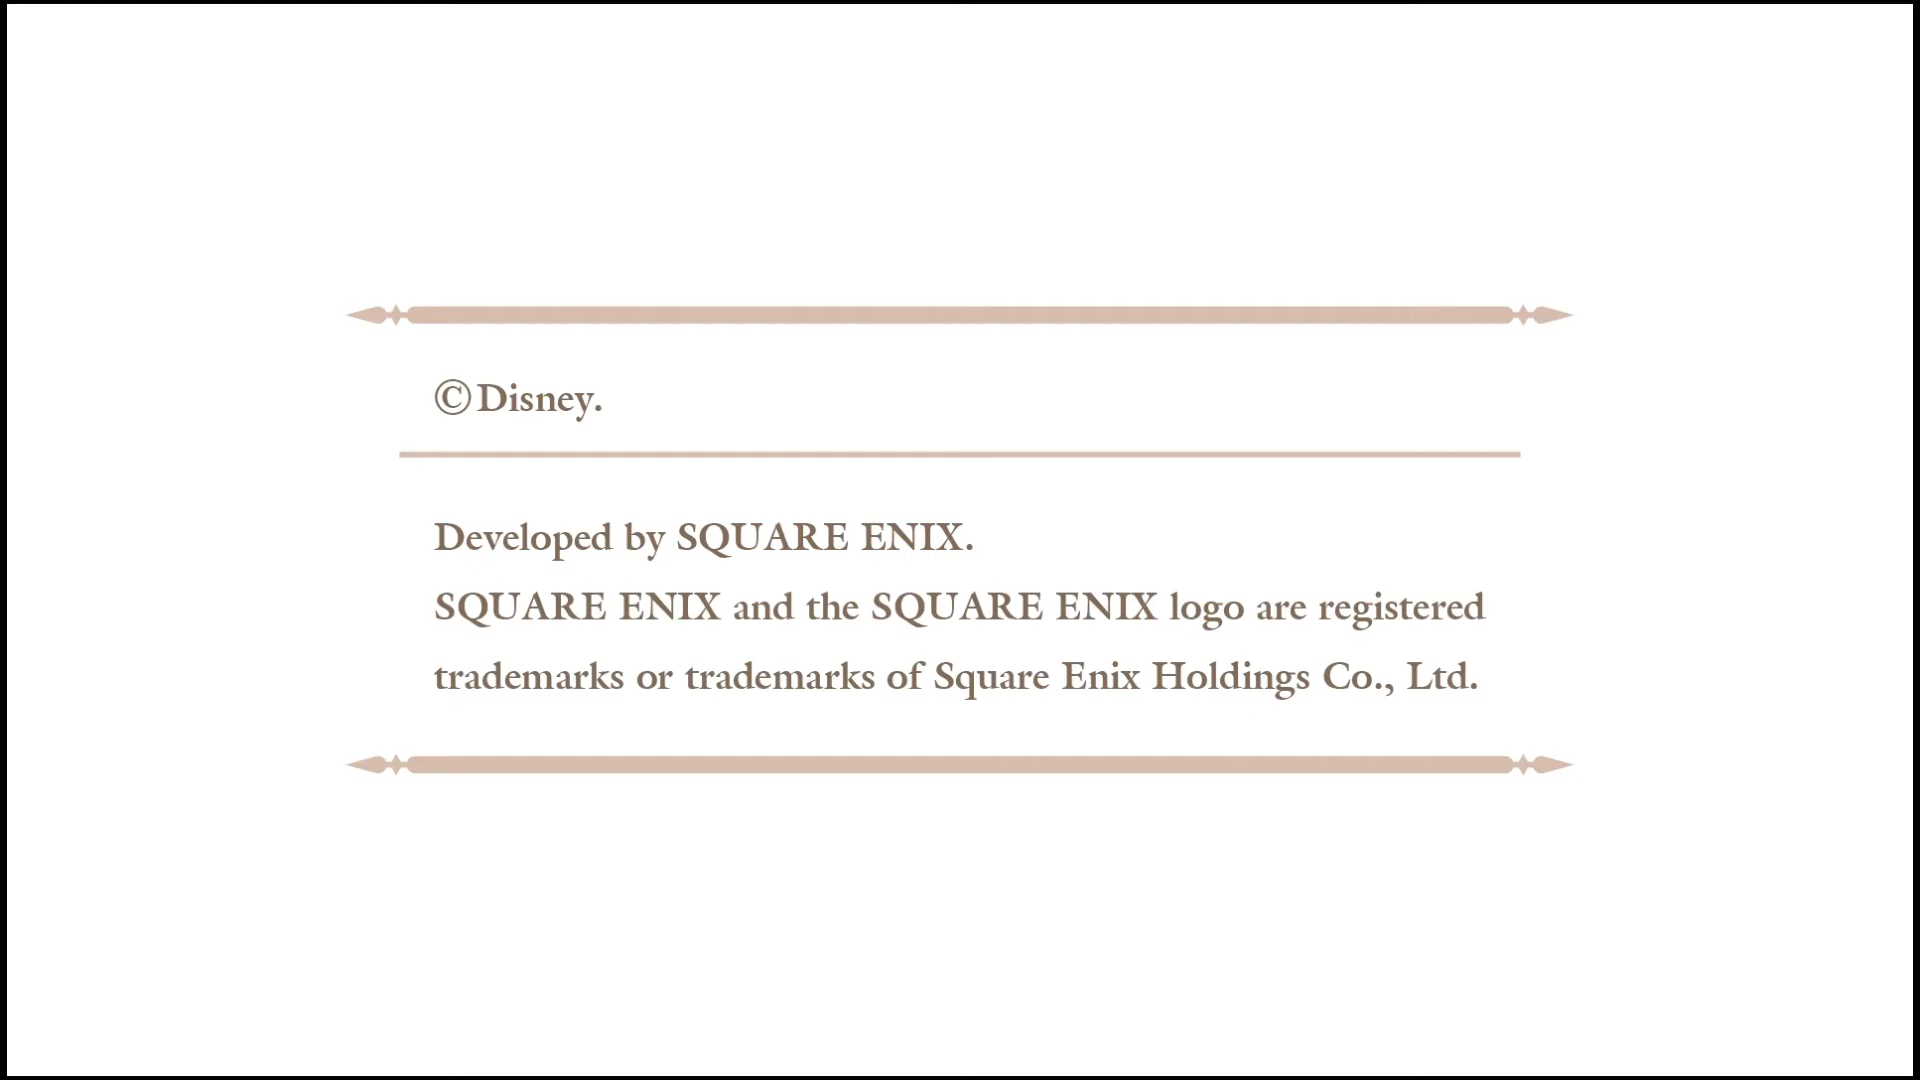 ©Disney.
Developed by SQUARE ENIX.
SQUARE ENIX and the SQUARE ENIX logo are registered
trademarks or trademarks of Square Enix Holdings Co., Ltd.